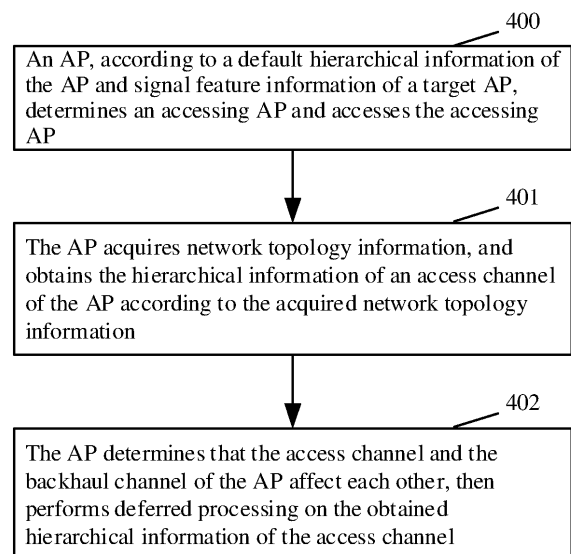 400
An AP, according to a default hierarchical information of
the AP and signal feature information of a target AP,
determines an accessing AP and accesses the accessing
AP
401
The AP acquires network topology information, and
obtains the hierarchical information of an access channel
of the AP according to the acquired network topology
information
402
The AP determines that the access channel and the
backhaul channel of the AP affect each other, then
performs deferred processing on the obtained
hierarchical information of the access channel